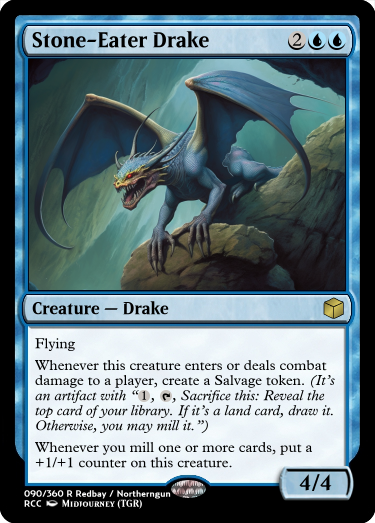 Stone-Eater Drake 2
Creature — Drake
Flying
Whenever this creature enters or deals combat
damage to a player, create a Salvage token. (It's
an artifact with “1, , Sacrifice this: Reveal the
top card of your library. If it's a land card, draw it.
Otherwise, you may mill it.”)
Whenever you mill one or more cards, put a
+1/+1 counter on this creature.
4/4
090/360 R Redbay / Northerngun
RCC Midjourney (TGR)